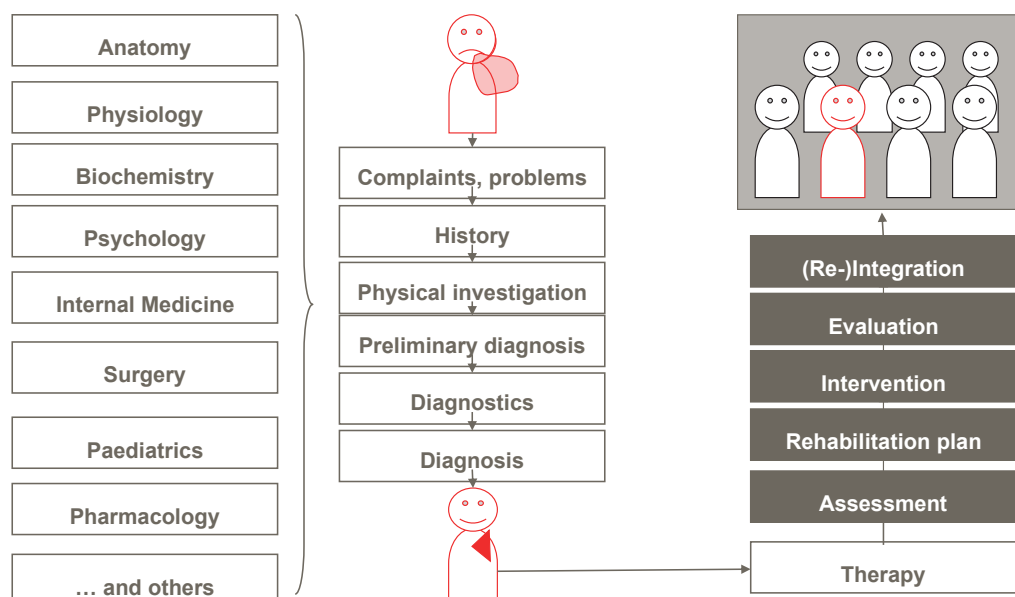 Anatomy
Physiology
Biochemistry
Psychology
Internal Medicine
Surgery
Paediatrics
Pharmacology
… and others
Complaints, problems
History
Physical investigation
Preliminary diagnosis
Diagnostics
Diagnosis
(Re-)Integration
Evaluation
Intervention
Rehabilitation plan
Assessment
Therapy